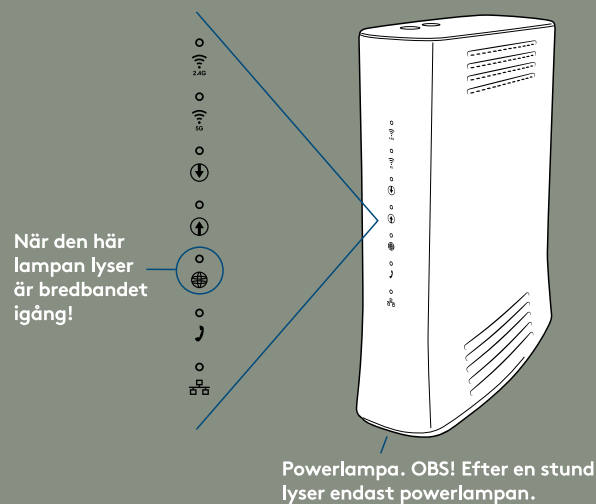 2.4G
5G
När den här
lampan lyser
är bredbandet
igång!
Powerlampa. OBS! Efter en stund
lyser endast powerlampan.